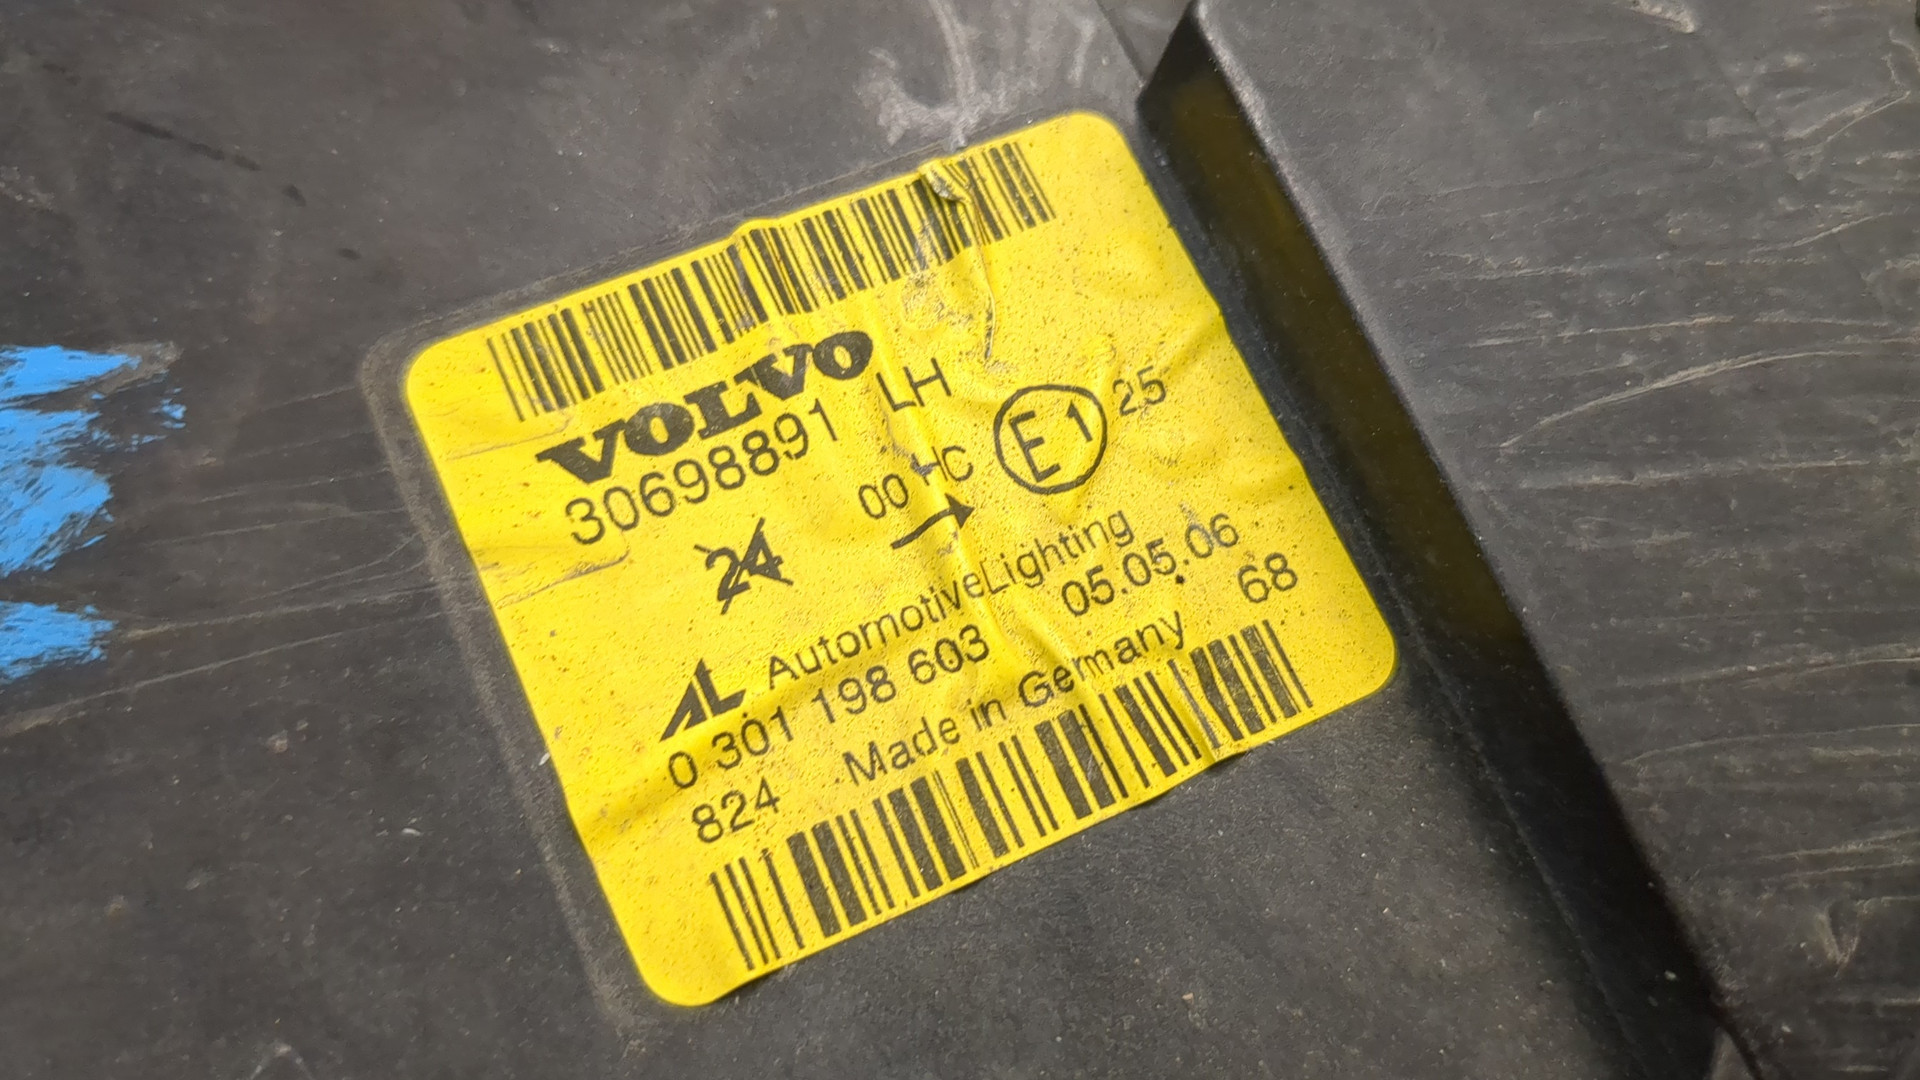 VOLVO
30698891 LH
00 HC E1 25
24
AL AutomotiveLighting
0 301 198 603 05.05.06
824 Made in Germany 68